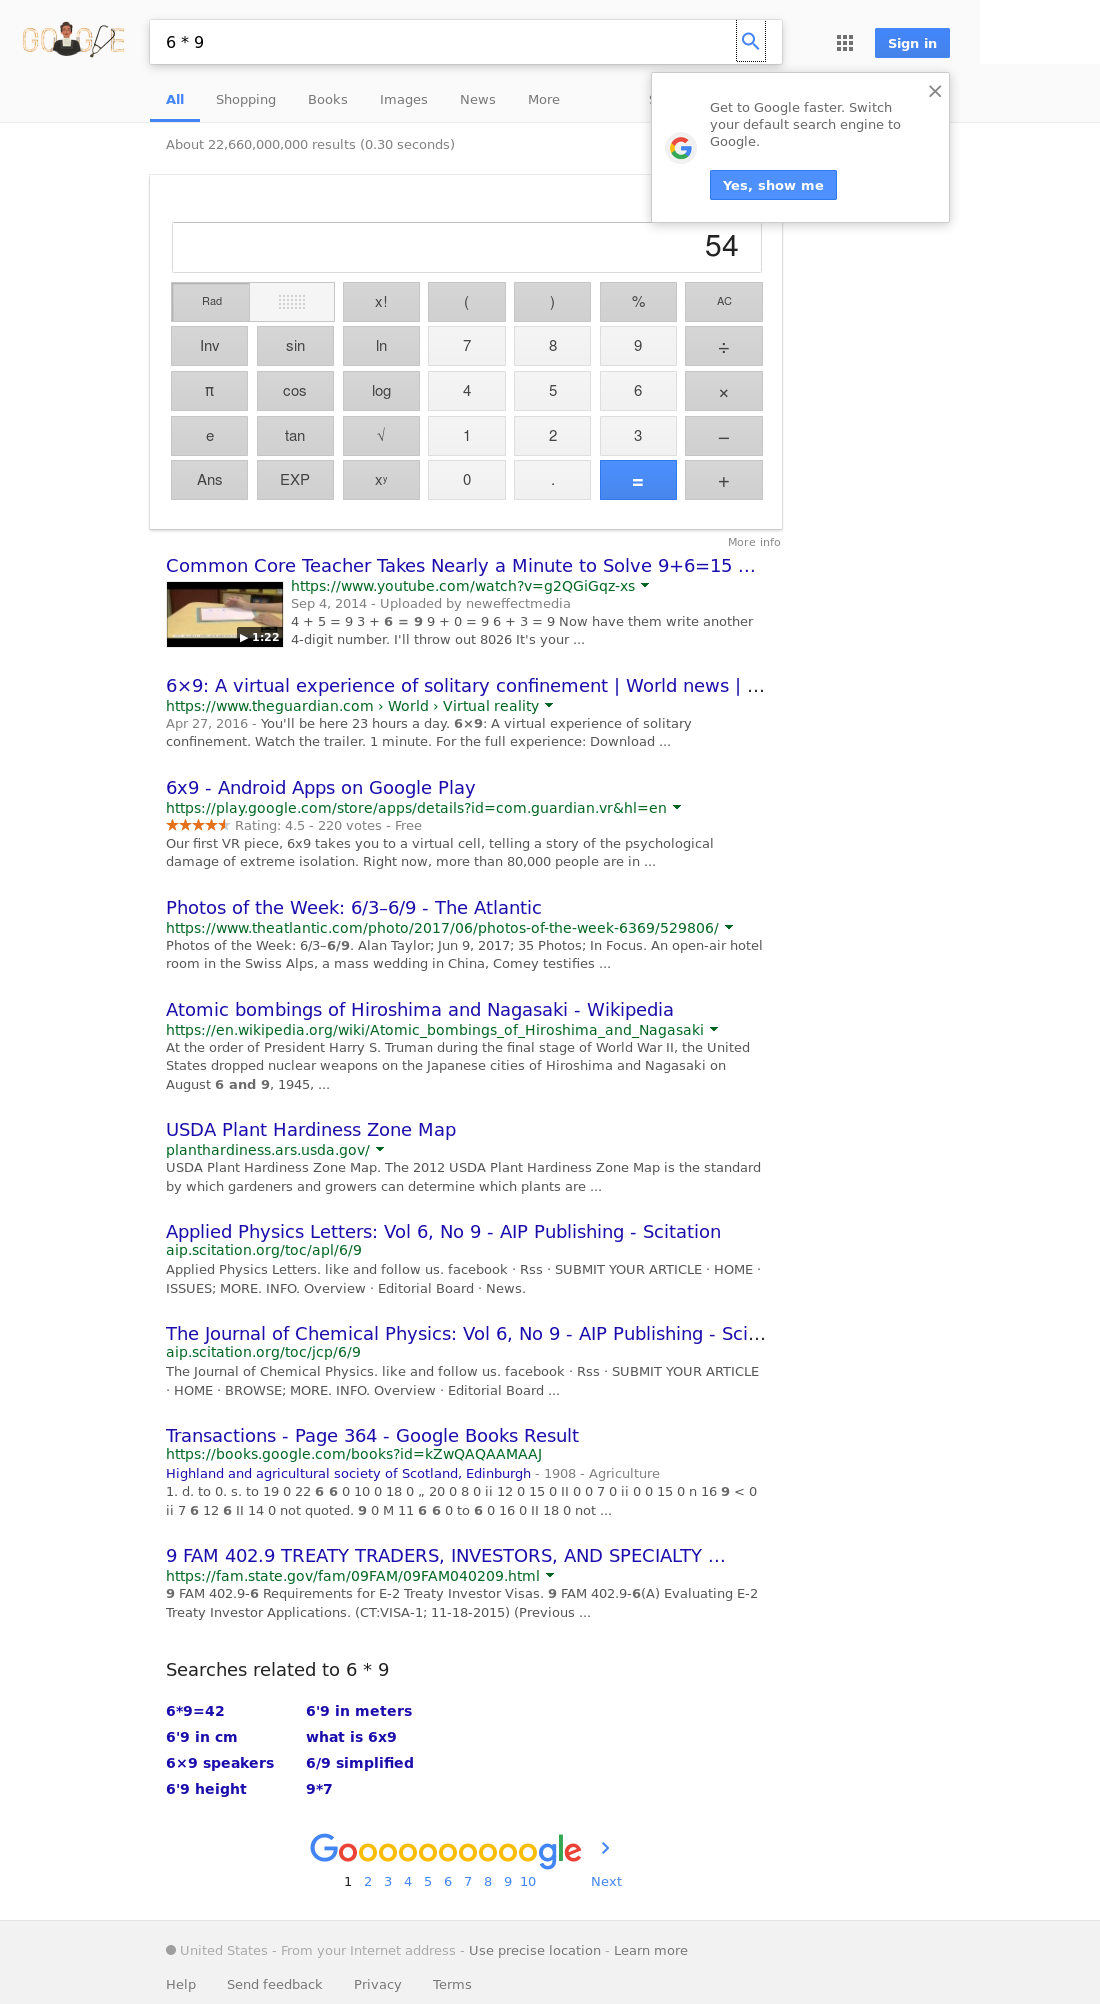 GOOGLE
6 * 9
Sign in
All Shopping Books Images News More
Get to Google faster. Switch
your default search engine to
Google.
Yes, show me
About 22,660,000,000 results (0.30 seconds)
54
Rad x! ( ) % AC
Inv sin ln 7 8 9 ÷
π cos log 4 5 6 ×
e tan √ 1 2 3 −
Ans EXP xʸ 0 . = +
More info
Common Core Teacher Takes Nearly a Minute to Solve 9+6=15 ...
https://www.youtube.com/watch?v=g2QGiGqz-xs
Sep 4, 2014 - Uploaded by neweffectmedia
4 + 5 = 9 3 + 6 = 9 9 + 0 = 9 6 + 3 = 9 Now have them write another
4-digit number. I'll throw out 8026 It's your ...
▶ 1:22
6×9: A virtual experience of solitary confinement | World news | ...
https://www.theguardian.com › World › Virtual reality
Apr 27, 2016 - You'll be here 23 hours a day. 6×9: A virtual experience of solitary
confinement. Watch the trailer. 1 minute. For the full experience: Download ...
6x9 - Android Apps on Google Play
https://play.google.com/store/apps/details?id=com.guardian.vr&hl=en
Rating: 4.5 - 220 votes - Free
Our first VR piece, 6x9 takes you to a virtual cell, telling a story of the psychological
damage of extreme isolation. Right now, more than 80,000 people are in ...
Photos of the Week: 6/3–6/9 - The Atlantic
https://www.theatlantic.com/photo/2017/06/photos-of-the-week-6369/529806/
Photos of the Week: 6/3–6/9. Alan Taylor; Jun 9, 2017; 35 Photos; In Focus. An open-air hotel
room in the Swiss Alps, a mass wedding in China, Comey testifies ...
Atomic bombings of Hiroshima and Nagasaki - Wikipedia
https://en.wikipedia.org/wiki/Atomic_bombings_of_Hiroshima_and_Nagasaki
At the order of President Harry S. Truman during the final stage of World War II, the United
States dropped nuclear weapons on the Japanese cities of Hiroshima and Nagasaki on
August 6 and 9, 1945, ...
USDA Plant Hardiness Zone Map
planthardiness.ars.usda.gov/
USDA Plant Hardiness Zone Map. The 2012 USDA Plant Hardiness Zone Map is the standard
by which gardeners and growers can determine which plants are ...
Applied Physics Letters: Vol 6, No 9 - AIP Publishing - Scitation
aip.scitation.org/toc/apl/6/9
Applied Physics Letters. like and follow us. facebook · Rss · SUBMIT YOUR ARTICLE · HOME ·
ISSUES; MORE. INFO. Overview · Editorial Board · News.
The Journal of Chemical Physics: Vol 6, No 9 - AIP Publishing - Sci...
aip.scitation.org/toc/jcp/6/9
The Journal of Chemical Physics. like and follow us. facebook · Rss · SUBMIT YOUR ARTICLE
· HOME · BROWSE; MORE. INFO. Overview · Editorial Board ...
Transactions - Page 364 - Google Books Result
https://books.google.com/books?id=kZwQAQAAMAAJ
Highland and agricultural society of Scotland, Edinburgh - 1908 - Agriculture
1. d. to 0. s. to 19 0 22 6 6 0 10 0 18 0 „ 20 0 8 0 ii 12 0 15 0 II 0 0 7 0 ii 0 0 15 0 n 16 9 < 0
ii 7 6 12 6 II 14 0 not quoted. 9 0 M 11 6 6 0 to 6 0 16 0 II 18 0 not ...
9 FAM 402.9 TREATY TRADERS, INVESTORS, AND SPECIALTY ...
https://fam.state.gov/fam/09FAM/09FAM040209.html
9 FAM 402.9-6 Requirements for E-2 Treaty Investor Visas. 9 FAM 402.9-6(A) Evaluating E-2
Treaty Investor Applications. (CT:VISA-1; 11-18-2015) (Previous ...
Searches related to 6 * 9
6*9=42 6'9 in meters
6'9 in cm what is 6x9
6×9 speakers 6/9 simplified
6'9 height 9*7
Goooooooooogle
1 2 3 4 5 6 7 8 9 10 Next
United States - From your Internet address - Use precise location - Learn more
Help Send feedback Privacy Terms